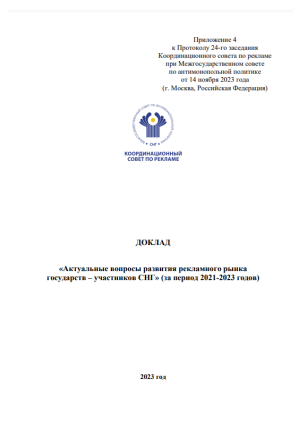 Приложение 4
к Протоколу 24-го заседания
Координационного совета по рекламе
при Межгосударственном совете
по антимонопольной политике
от 14 ноября 2023 года
(г. Москва, Российская Федерация)
СНГ
КООРДИНАЦИОННЫЙ
СОВЕТ ПО РЕКЛАМЕ
ДОКЛАД
«Актуальные вопросы развития рекламного рынка
государств – участников СНГ» (за период 2021-2023 годов)
2023 год